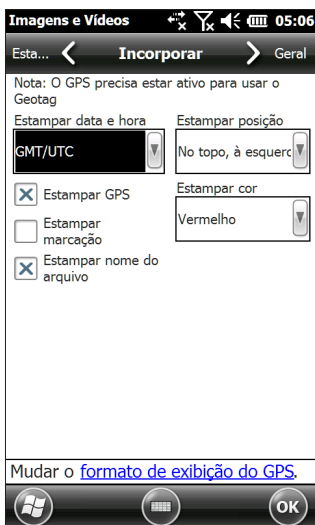 Imagens e Vídeos 05:06
Esta... Incorporar Geral
Nota: O GPS precisa estar ativo para usar o
Geotag
Estampar data e hora Estampar posição
GMT/UTC No topo, à esquerc
Estampar GPS Estampar cor
Estampar
marcação Vermelho
Estampar nome do
arquivo
Mudar o formato de exibição do GPS.
OK